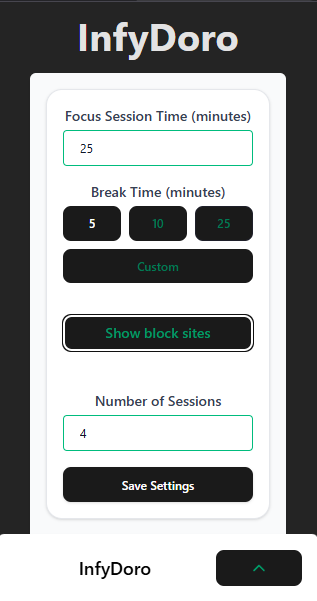 InfyDoro
Focus Session Time (minutes)
25
Break Time (minutes)
5 10 25
Custom
Show block sites
Number of Sessions
4
Save Settings
InfyDoro